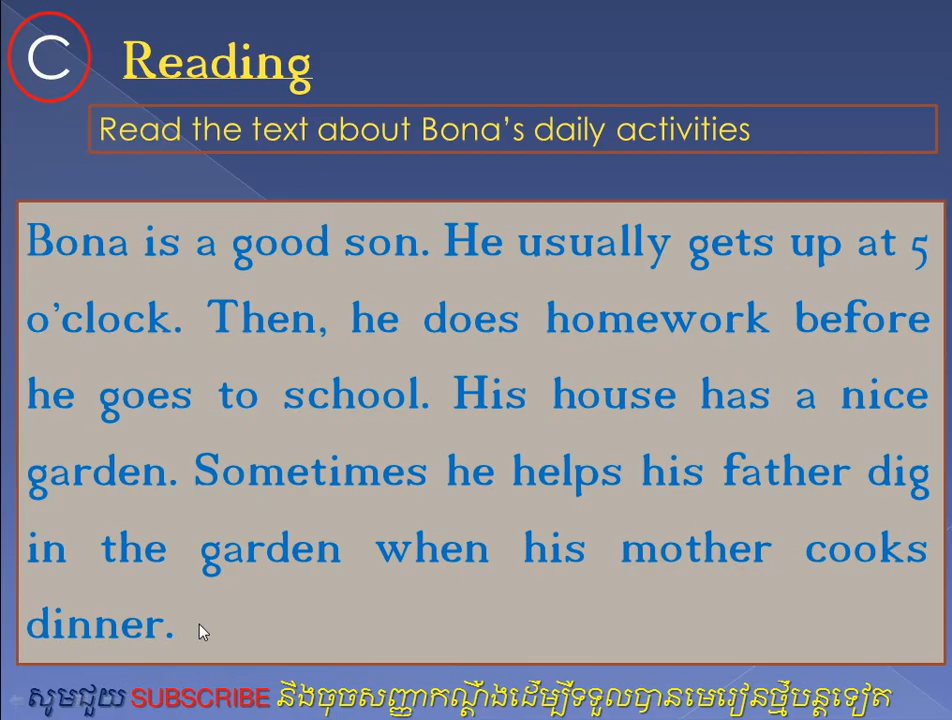 C
Reading
Read the text about Bona's daily activities
Bona is a good son. He usually gets up at 5
o'clock. Then, he does homework before
he goes to school. His house has a nice
garden. Sometimes he helps his father dig
in the garden when his mother cooks
dinner.
សូមជួយ SUBSCRIBE និងចុចសញ្ញាកណ្ដឹងដើម្បីទទួលបានមេរៀនថ្មីបន្តទៀត